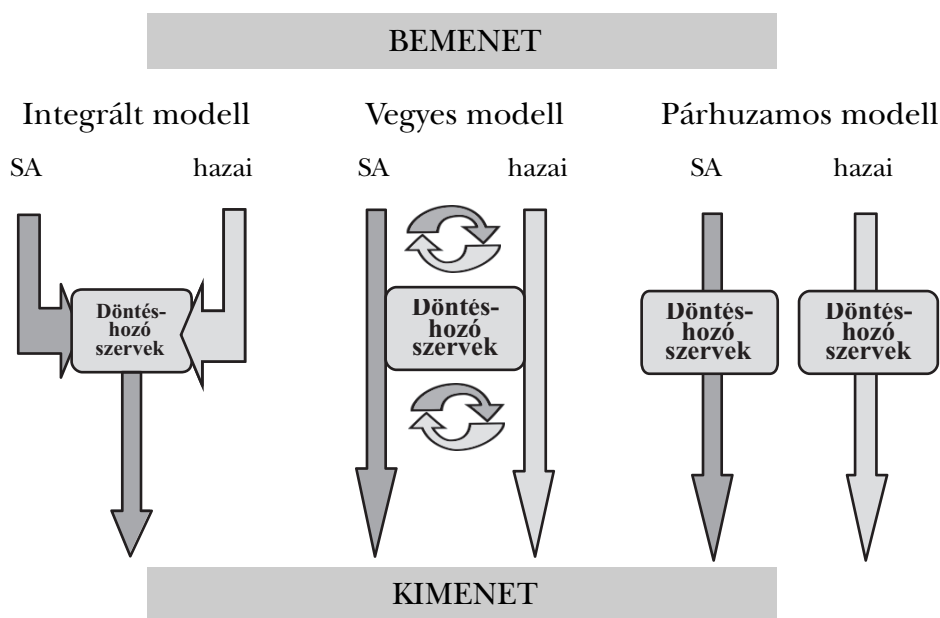 BEMENET
Integrált modell
Vegyes modell
Párhuzamos modell
SA
hazai
SA
hazai
SA
hazai
Döntés-
hozó
szervek
Döntés-
hozó
szervek
Döntés-
hozó
szervek
Döntés-
hozó
szervek
KIMENET